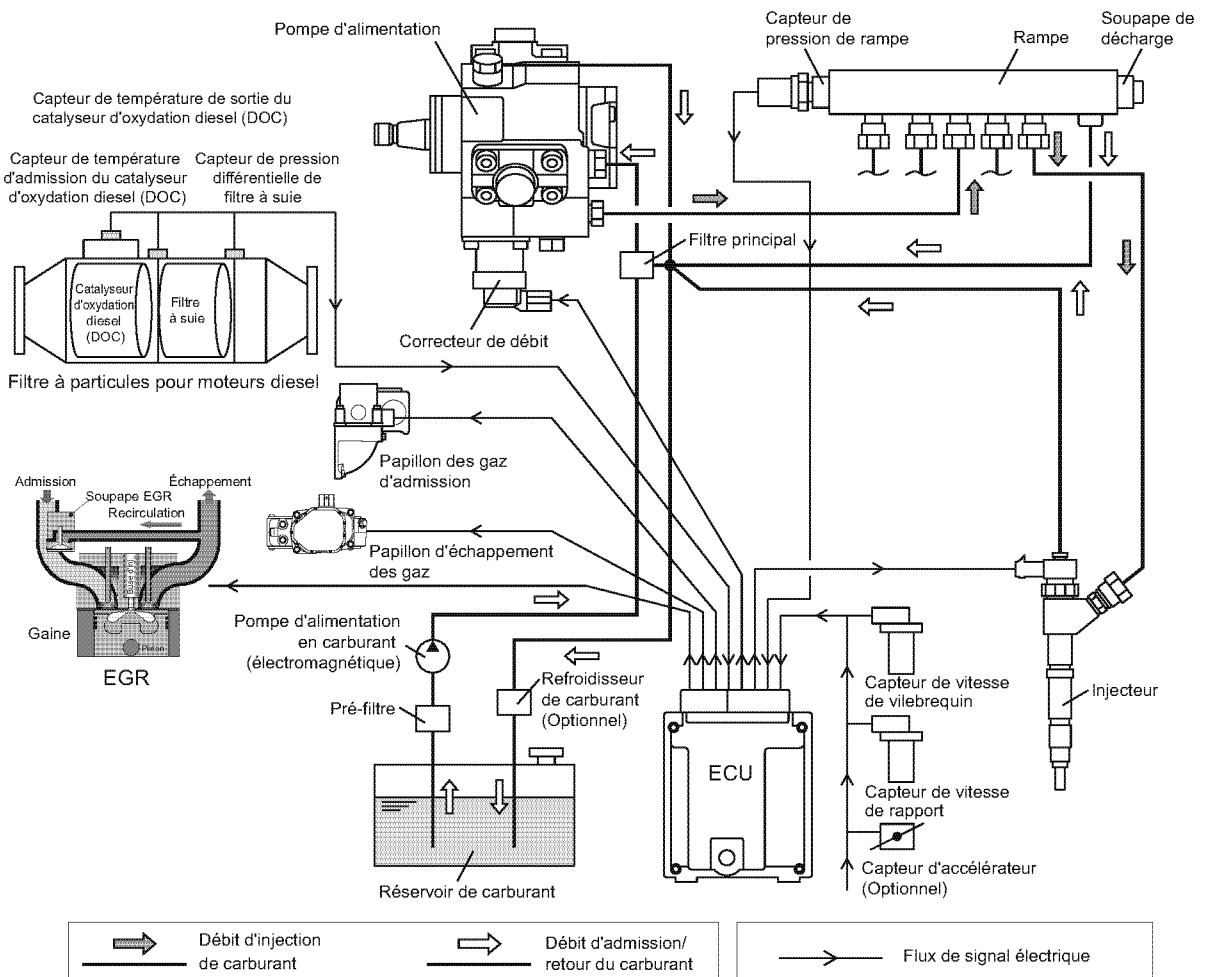 Pompe d'alimentation
Capteur de
pression de rampe
Rampe
Soupape de
décharge
Capteur de température de sortie du
catalyseur d'oxydation diesel (DOC)
Capteur de température
d'admission du catalyseur
d'oxydation diesel (DOC)
Capteur de pression
différentielle de
filtre à suie
Filtre principal
Catalyseur
d'oxydation
diesel
(DOC)
Filtre
à suie
Correcteur de débit
Filtre à particules pour moteurs diesel
Papillon des gaz
d'admission
Admission
Échappement
Soupape EGR
Recirculation
Buse d'inj.
Papillon d'échappement
des gaz
Gaine
Piston
EGR
Pompe d'alimentation
en carburant
(électromagnétique)
Refroidisseur
de carburant
(Optionnel)
Pré-filtre
Capteur de vitesse
de vilebrequin
Injecteur
ECU
Capteur de vitesse
de rapport
Capteur d'accélérateur
(Optionnel)
Réservoir de carburant
Débit d'injection
de carburant
Débit d'admission/
retour du carburant
Flux de signal électrique